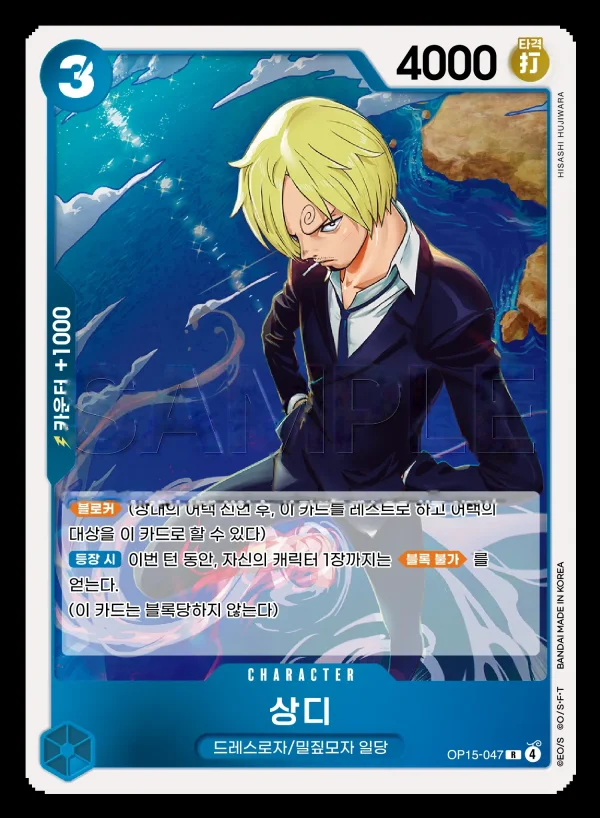 3
4000
타격
打
HISASHI HUJIWARA
카운터 +1000
SAMPLE
블로커 (상대의 어택 선언 후, 이 카드를 레스트로 하고 어택의
대상을 이 카드로 할 수 있다)
등장 시 이번 턴 동안, 자신의 캐릭터 1장까지는 블록 불가 를
얻는다.
(이 카드는 블록당하지 않는다)
CHARACTER
상디
드레스로자/밀짚모자 일당
OP15-047 R 4
©EO/S ©O/S·F·T BANDAI MADE IN KOREA